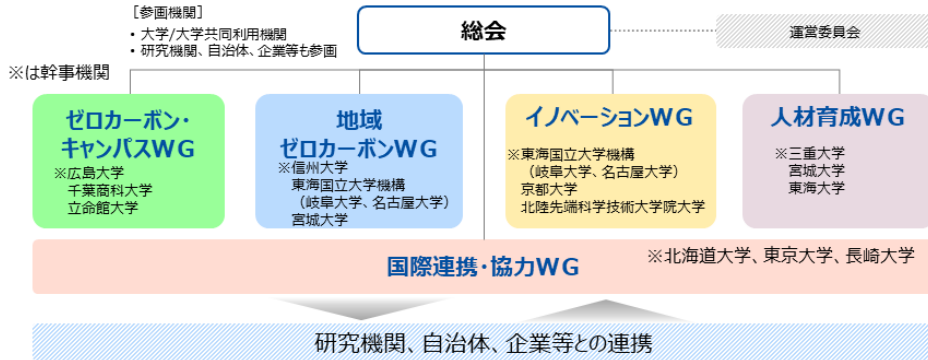 ［参画機関］
・大学/大学共同利用機関
・研究機関、自治体、企業等も参画
総会
運営委員会
※は幹事機関
ゼロカーボン・
キャンパスＷＧ
※広島大学
千葉商科大学
立命館大学
地域
ゼロカーボンＷＧ
※信州大学
東海国立大学機構
（岐阜大学、名古屋大学）
宮城大学
イノベーションＷＧ
※東海国立大学機構
（岐阜大学、名古屋大学）
京都大学
北陸先端科学技術大学院大学
人材育成ＷＧ
※三重大学
宮城大学
東海大学
国際連携・協力ＷＧ
※北海道大学、東京大学、長崎大学
研究機関、自治体、企業等との連携